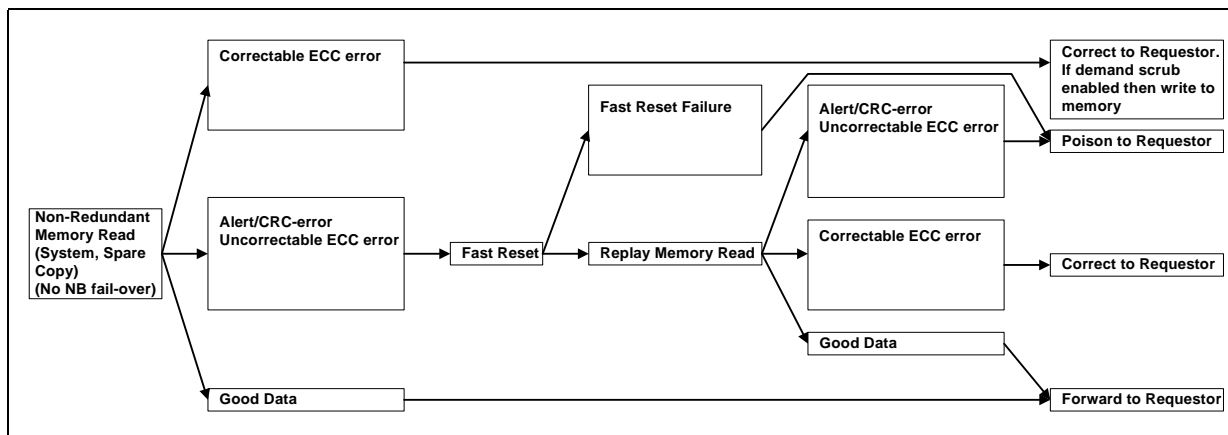 Correctable ECC error
Correct to Requestor.
If demand scrub
enabled then write to
memory
Fast Reset Failure
Alert/CRC-error
Uncorrectable ECC error
Poison to Requestor
Non-Redundant
Memory Read
(System, Spare
Copy)
(No NB fail-over)
Alert/CRC-error
Uncorrectable ECC error
Fast Reset
Replay Memory Read
Correctable ECC error
Correct to Requestor
Good Data
Good Data
Forward to Requestor